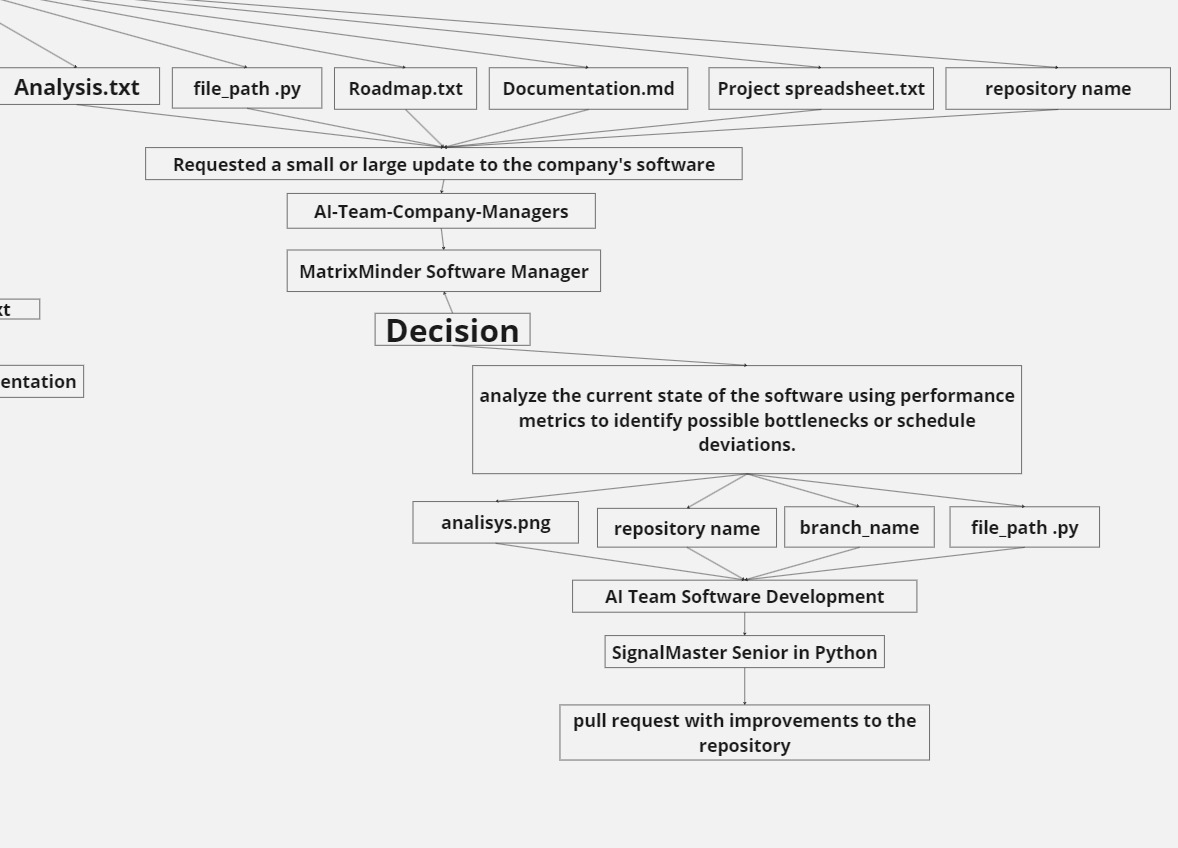 Analysis.txt
file_path .py
Roadmap.txt
Documentation.md
Project spreadsheet.txt
repository name
Requested a small or large update to the company's software
AI-Team-Company-Managers
MatrixMinder Software Manager
xt
Decision
entation
analyze the current state of the software using performance
metrics to identify possible bottlenecks or schedule
deviations.
analisys.png
repository name
branch_name
file_path .py
AI Team Software Development
SignalMaster Senior in Python
pull request with improvements to the
repository